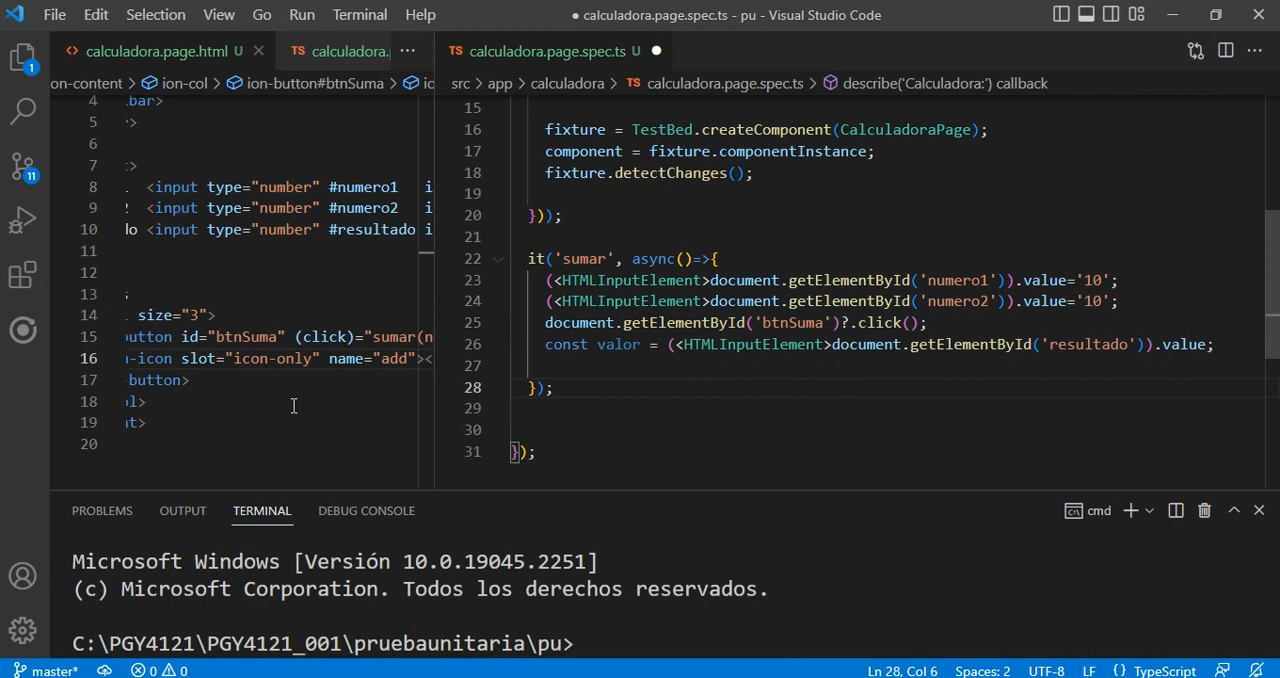 File Edit Selection View Go Run Terminal Help
● calculadora.page.spec.ts - pu - Visual Studio Code
calculadora.page.html U
TS calculadora.
TS calculadora.page.spec.ts U
on-content > ion-col > ion-button#btnSuma >
src > app > calculadora > TS calculadora.page.spec.ts > describe('Calculadora:') callback
4 .bar>
5 >
6
7 >
8 <input type="number" #numero1 i
9 <input type="number" #numero2 i
10 lo <input type="number" #resultado i
11
12
13
14 size="3">
15 button id="btnSuma" (click)="sumar(n
16 n-icon slot="icon-only" name="add"><
17 button>
18 ol>
19 nt>
20
15
16 fixture = TestBed.createComponent(CalculadoraPage);
17 component = fixture.componentInstance;
18 fixture.detectChanges();
19
20 }));
21
22 it('sumar', async()=>{
23 (<HTMLInputElement>document.getElementById('numero1')).value='10';
24 (<HTMLInputElement>document.getElementById('numero2')).value='10';
25 document.getElementById('btnSuma')?.click();
26 const valor = (<HTMLInputElement>document.getElementById('resultado')).value;
27
28 });
29
30
31 });
PROBLEMS OUTPUT TERMINAL DEBUG CONSOLE
cmd
Microsoft Windows [Versión 10.0.19045.2251]
(c) Microsoft Corporation. Todos los derechos reservados.
C:\PGY4121\PGY4121_001\pruebaunitaria\pu>
1
11
master* 0 0 Ln 28, Col 6 Spaces: 2 UTF-8 LF {} TypeScript